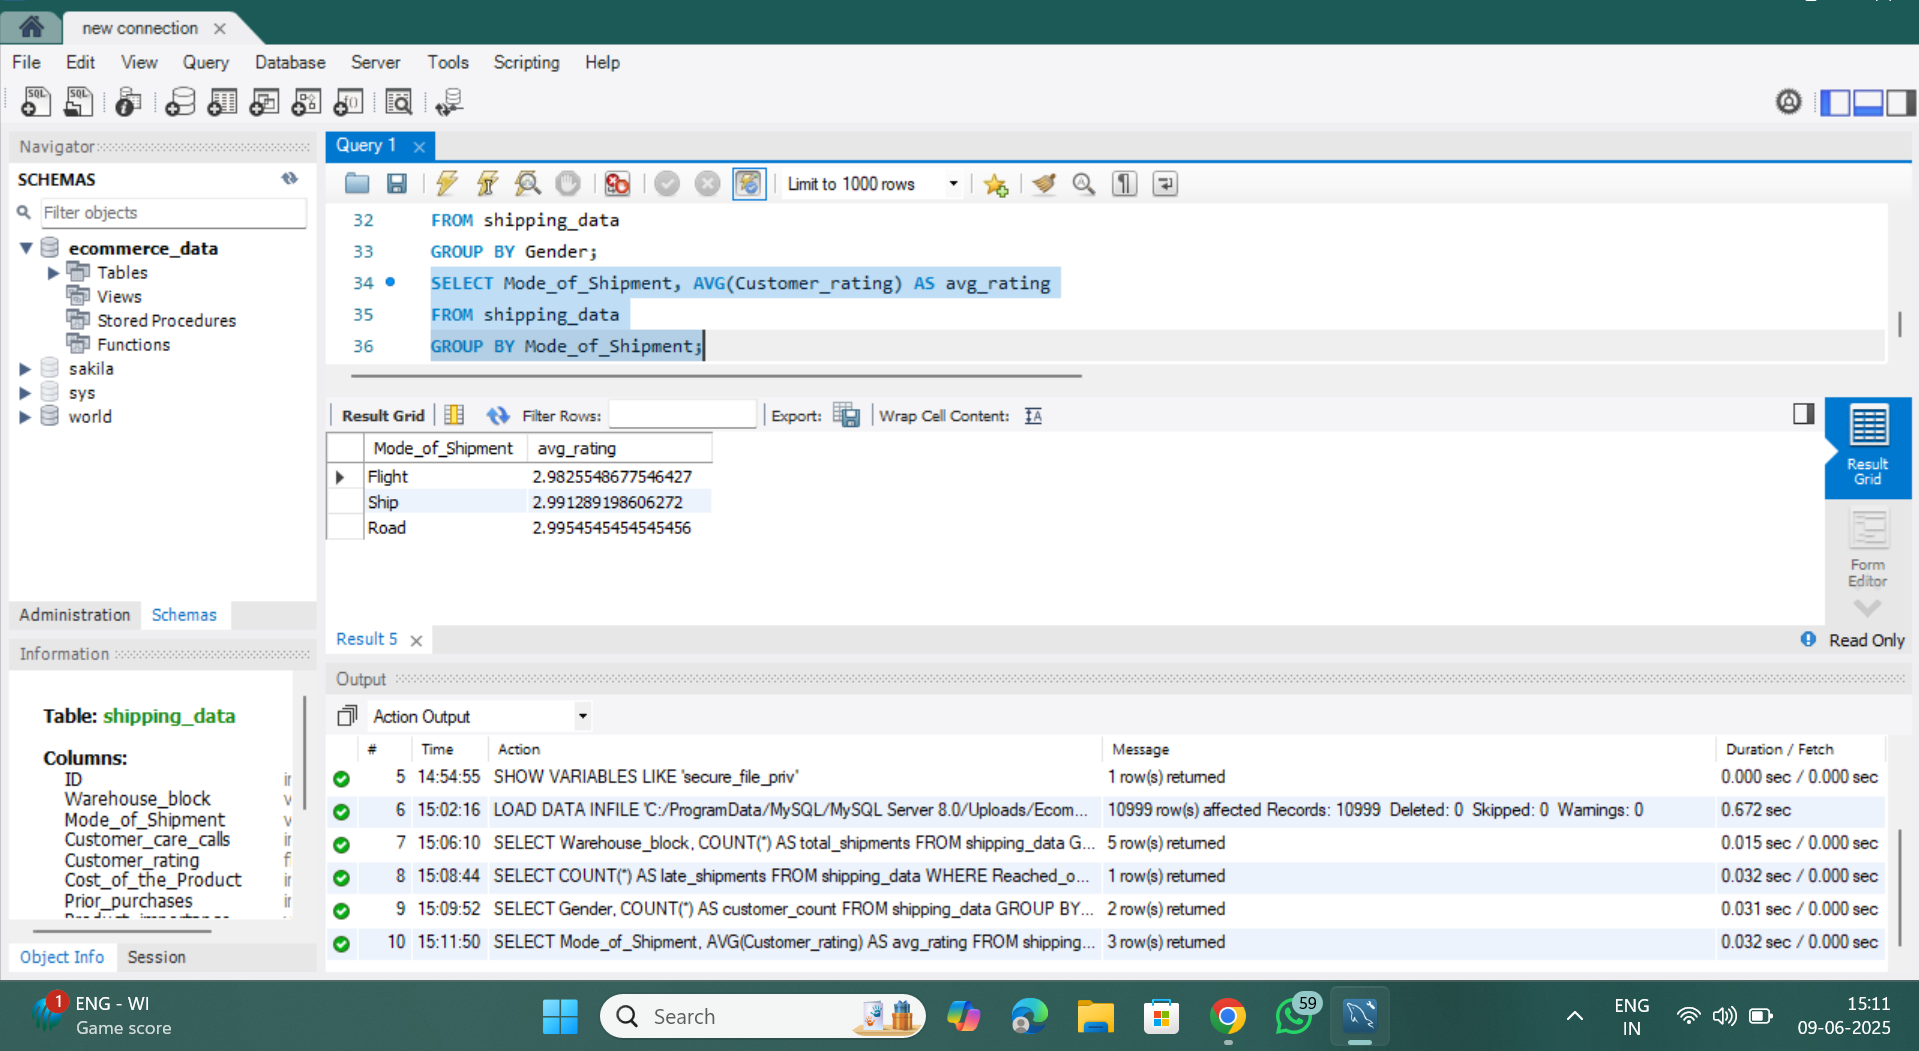 new connection
File Edit View Query Database Server Tools Scripting Help
Navigator
SCHEMAS
Filter objects
ecommerce_data
Tables
Views
Stored Procedures
Functions
sakila
sys
world
Administration Schemas
Information
Table: shipping_data
Columns:
ID
Warehouse_block
Mode_of_Shipment
Customer_care_calls
Customer_rating
Cost_of_the_Product
Prior_purchases
Object Info Session
Query 1
Limit to 1000 rows
32 FROM shipping_data
33 GROUP BY Gender;
34 SELECT Mode_of_Shipment, AVG(Customer_rating) AS avg_rating
35 FROM shipping_data
36 GROUP BY Mode_of_Shipment;
Result Grid Filter Rows: Export: Wrap Cell Content:
Mode_of_Shipment avg_rating
Flight 2.9825548677546427
Ship 2.991289198606272
Road 2.9954545454545456
Result Grid
Form Editor
Result 5
Read Only
Output
Action Output
# Time Action Message Duration / Fetch
5 14:54:55 SHOW VARIABLES LIKE 'secure_file_priv' 1 row(s) returned 0.000 sec / 0.000 sec
6 15:02:16 LOAD DATA INFILE 'C:/ProgramData/MySQL/MySQL Server 8.0/Uploads/Ecom... 10999 row(s) affected Records: 10999 Deleted: 0 Skipped: 0 Warnings: 0 0.672 sec
7 15:06:10 SELECT Warehouse_block, COUNT(*) AS total_shipments FROM shipping_data G... 5 row(s) returned 0.015 sec / 0.000 sec
8 15:08:44 SELECT COUNT(*) AS late_shipments FROM shipping_data WHERE Reached_o... 1 row(s) returned 0.032 sec / 0.000 sec
9 15:09:52 SELECT Gender, COUNT(*) AS customer_count FROM shipping_data GROUP BY... 2 row(s) returned 0.031 sec / 0.000 sec
10 15:11:50 SELECT Mode_of_Shipment, AVG(Customer_rating) AS avg_rating FROM shipping... 3 row(s) returned 0.032 sec / 0.000 sec
1 ENG - WI
Game score
Search
59
ENG
IN
15:11
09-06-2025